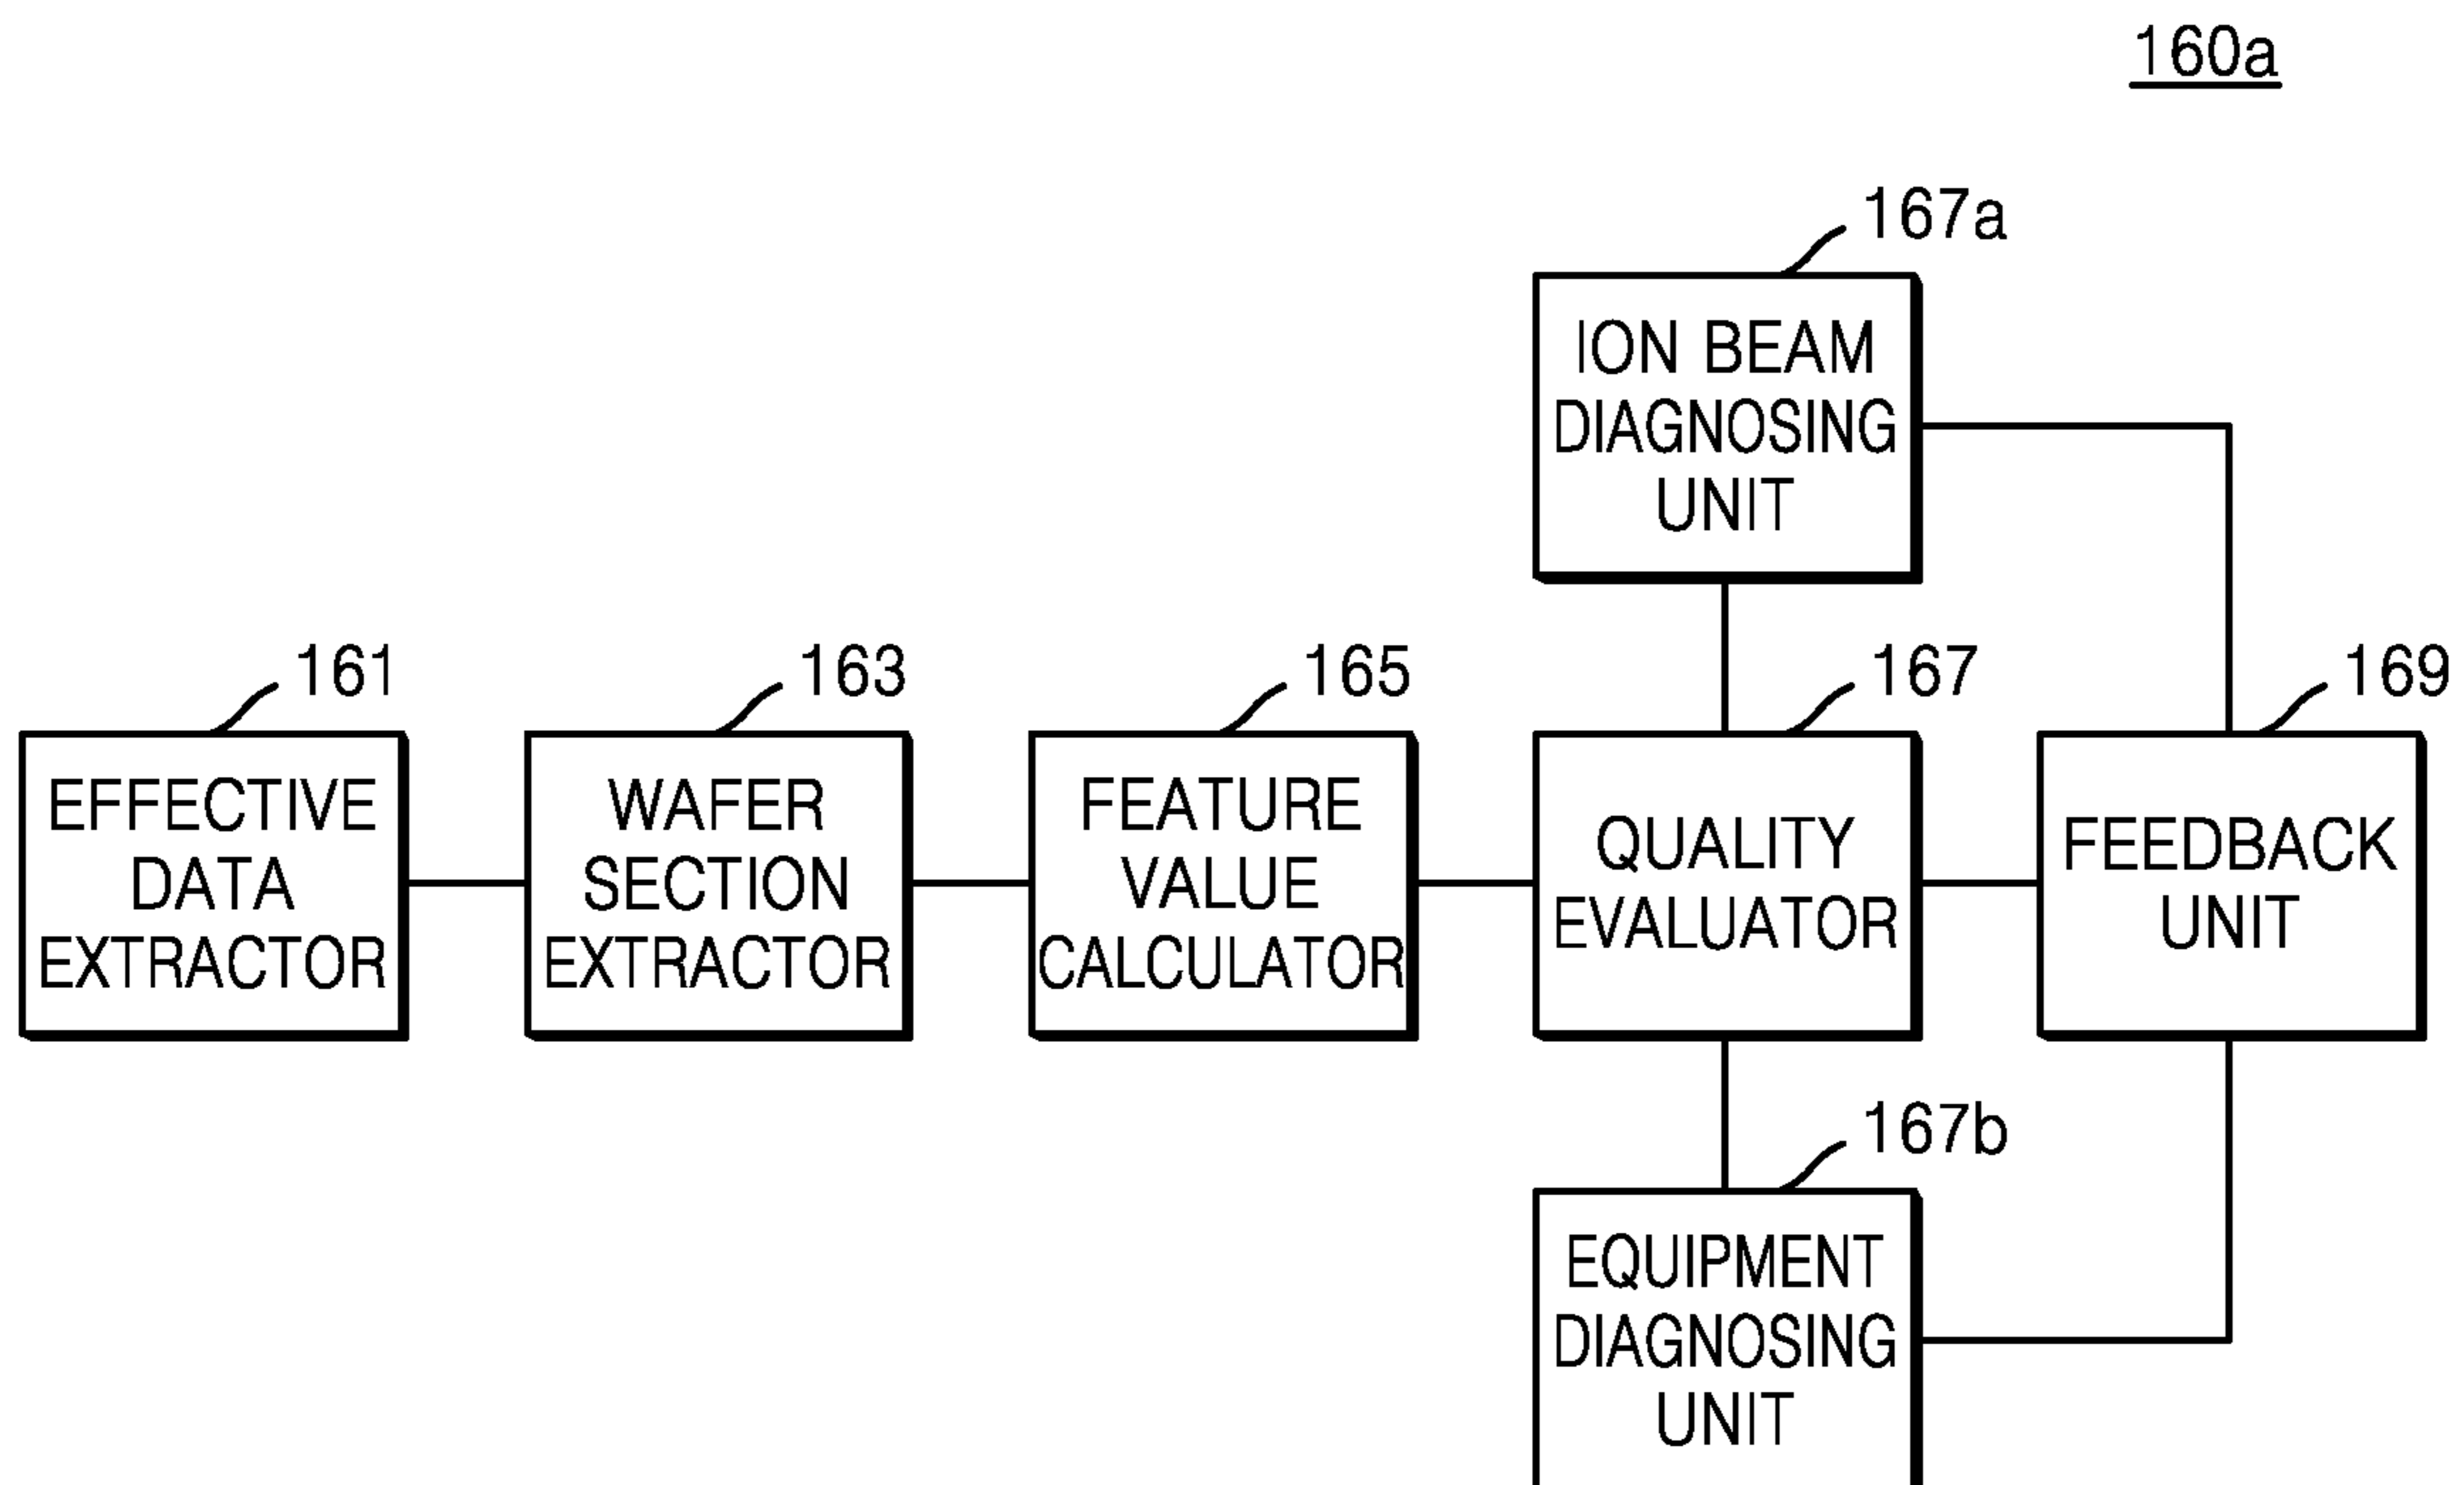 160a
167a
ION BEAM
DIAGNOSING
UNIT
161
163
165
167
169
EFFECTIVE
DATA
EXTRACTOR
WAFER
SECTION
EXTRACTOR
FEATURE
VALUE
CALCULATOR
QUALITY
EVALUATOR
FEEDBACK
UNIT
167b
EQUIPMENT
DIAGNOSING
UNIT